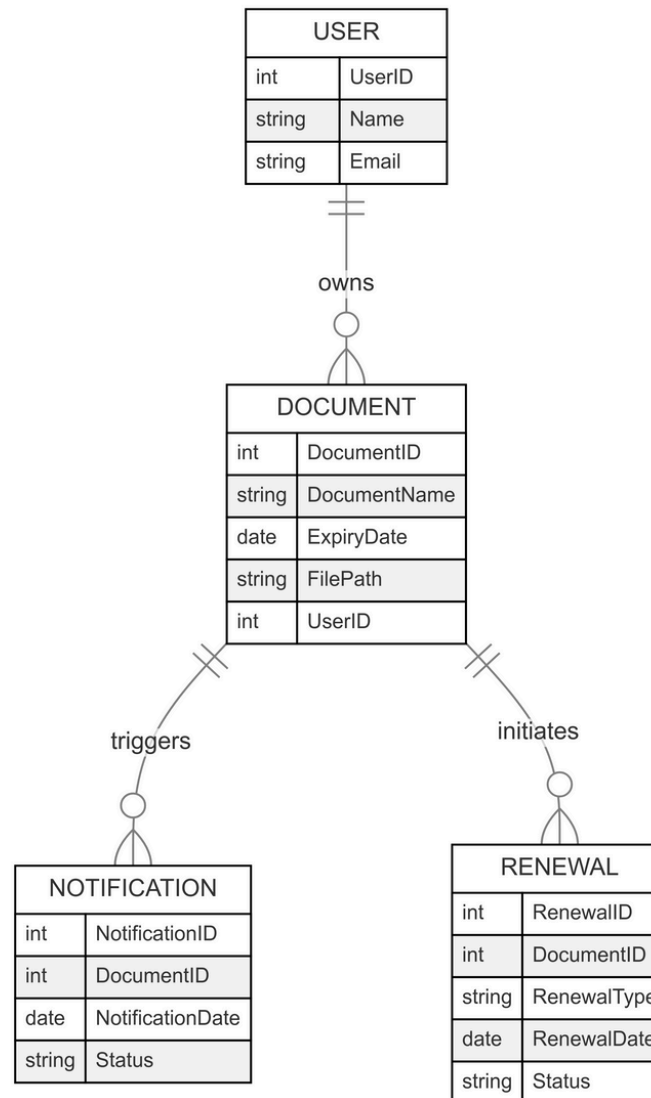 USER
int UserID
string Name
string Email
owns
DOCUMENT
int DocumentID
string DocumentName
date ExpiryDate
string FilePath
int UserID
triggers
initiates
NOTIFICATION
int NotificationID
int DocumentID
date NotificationDate
string Status
RENEWAL
int RenewalID
int DocumentID
string RenewalType
date RenewalDate
string Status